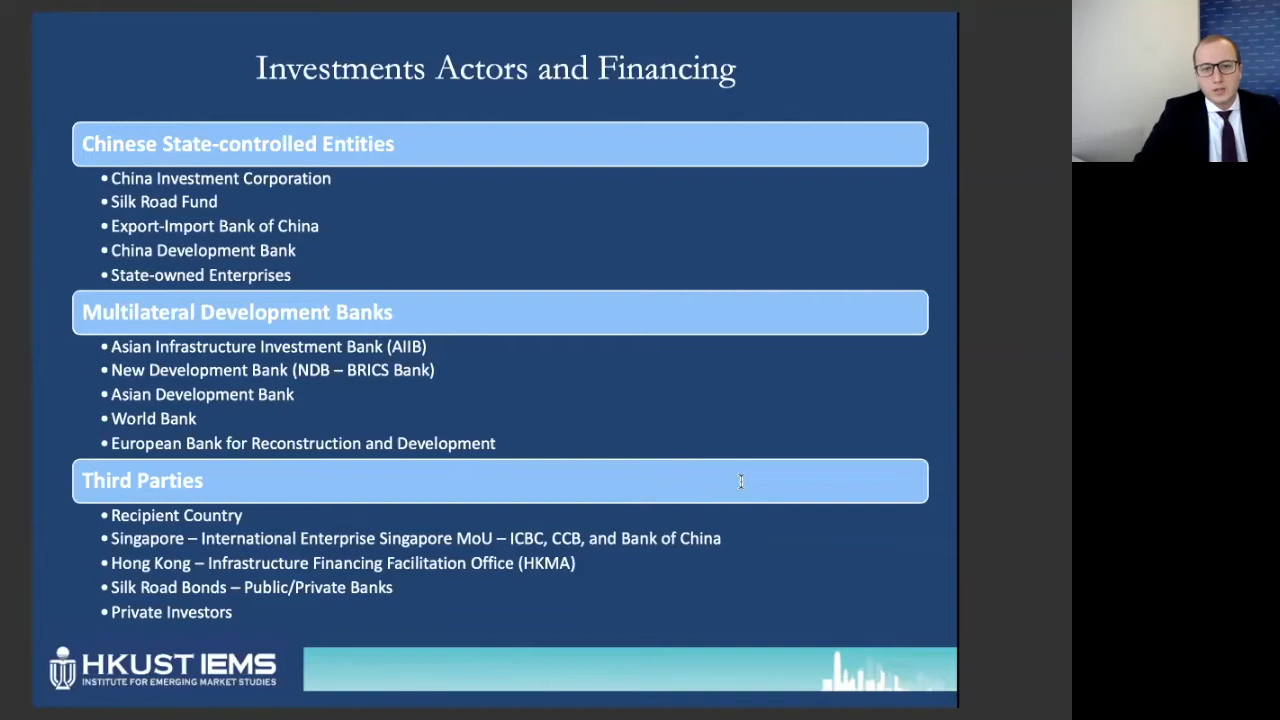 Investments Actors and Financing
Chinese State-controlled Entities
• China Investment Corporation
• Silk Road Fund
• Export-Import Bank of China
• China Development Bank
• State-owned Enterprises
Multilateral Development Banks
• Asian Infrastructure Investment Bank (AIIB)
• New Development Bank (NDB – BRICS Bank)
• Asian Development Bank
• World Bank
• European Bank for Reconstruction and Development
Third Parties
• Recipient Country
• Singapore – International Enterprise Singapore MoU – ICBC, CCB, and Bank of China
• Hong Kong – Infrastructure Financing Facilitation Office (HKMA)
• Silk Road Bonds – Public/Private Banks
• Private Investors
HKUST IEMS
INSTITUTE FOR EMERGING MARKET STUDIES